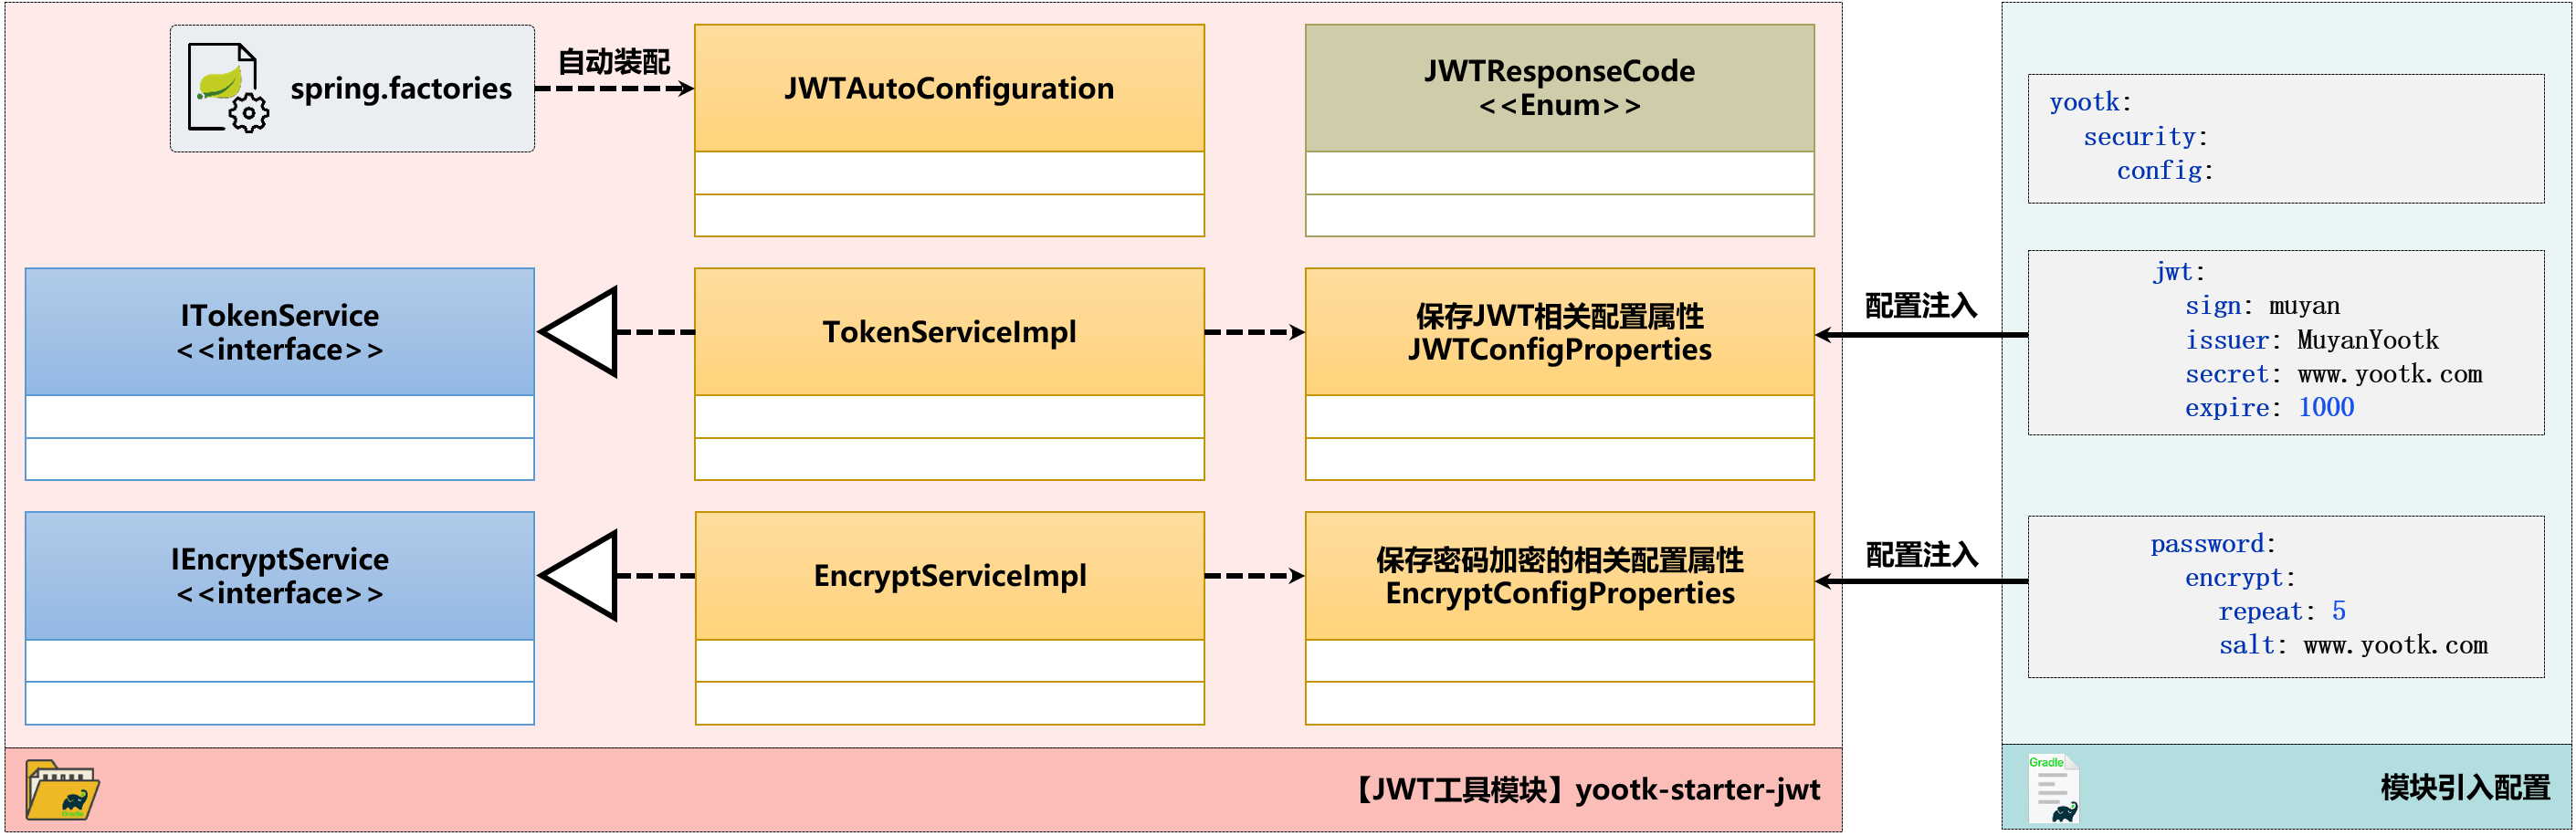 spring.factories
自动装配
JWTAutoConfiguration
JWTResponseCode
<<Enum>>
ITokenService
<<interface>>
TokenServiceImpl
保存JWT相关配置属性
JWTConfigProperties
IEncryptService
<<interface>>
EncryptServiceImpl
保存密码加密的相关配置属性
EncryptConfigProperties
Gradle
【JWT工具模块】yootk-starter-jwt
配置注入
配置注入
yootk:
security:
config:
jwt:
sign: muyan
issuer: MuyanYootk
secret: www.yootk.com
expire: 1000
password:
encrypt:
repeat: 5
salt: www.yootk.com
Gradle
模块引入配置